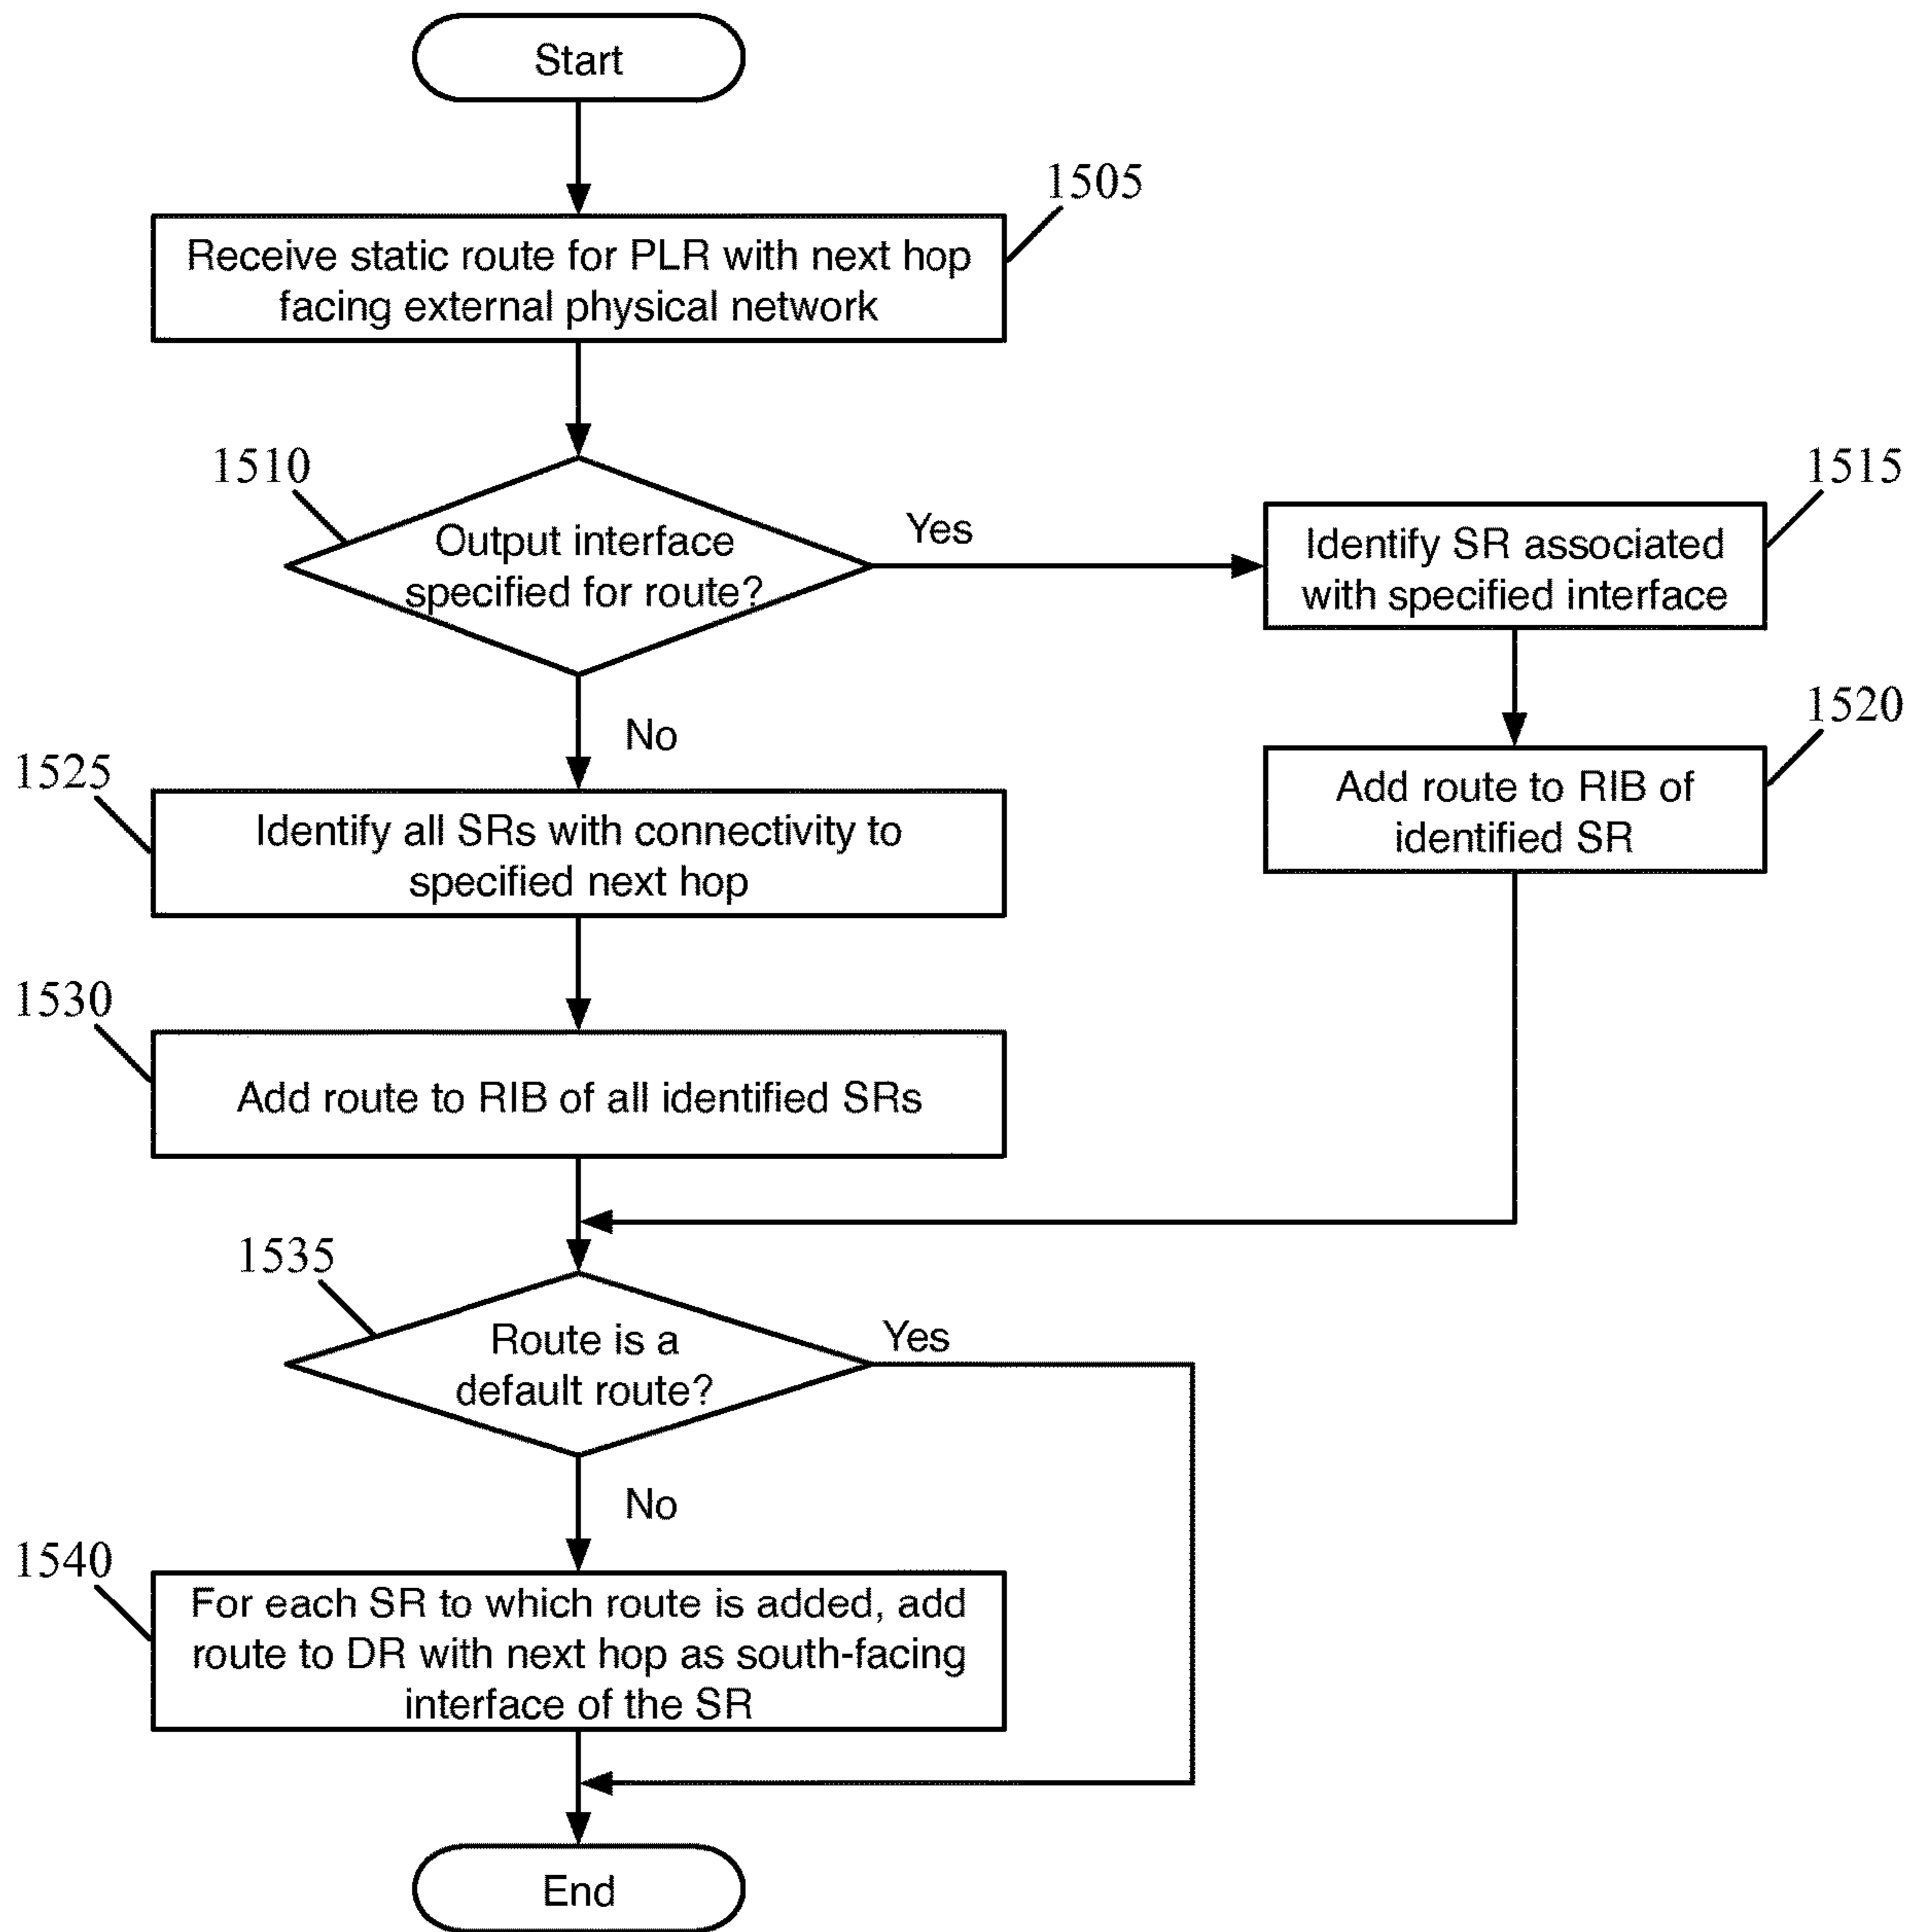 Start
1505
Receive static route for PLR with next hop
facing external physical network
1510
Output interface
specified for route?
Yes
1515
Identify SR associated
with specified interface
No
1520
Add route to RIB of
identified SR
1525
Identify all SRs with connectivity to
specified next hop
1530
Add route to RIB of all identified SRs
1535
Route is a
default route?
Yes
No
1540
For each SR to which route is added, add
route to DR with next hop as south-facing
interface of the SR
End